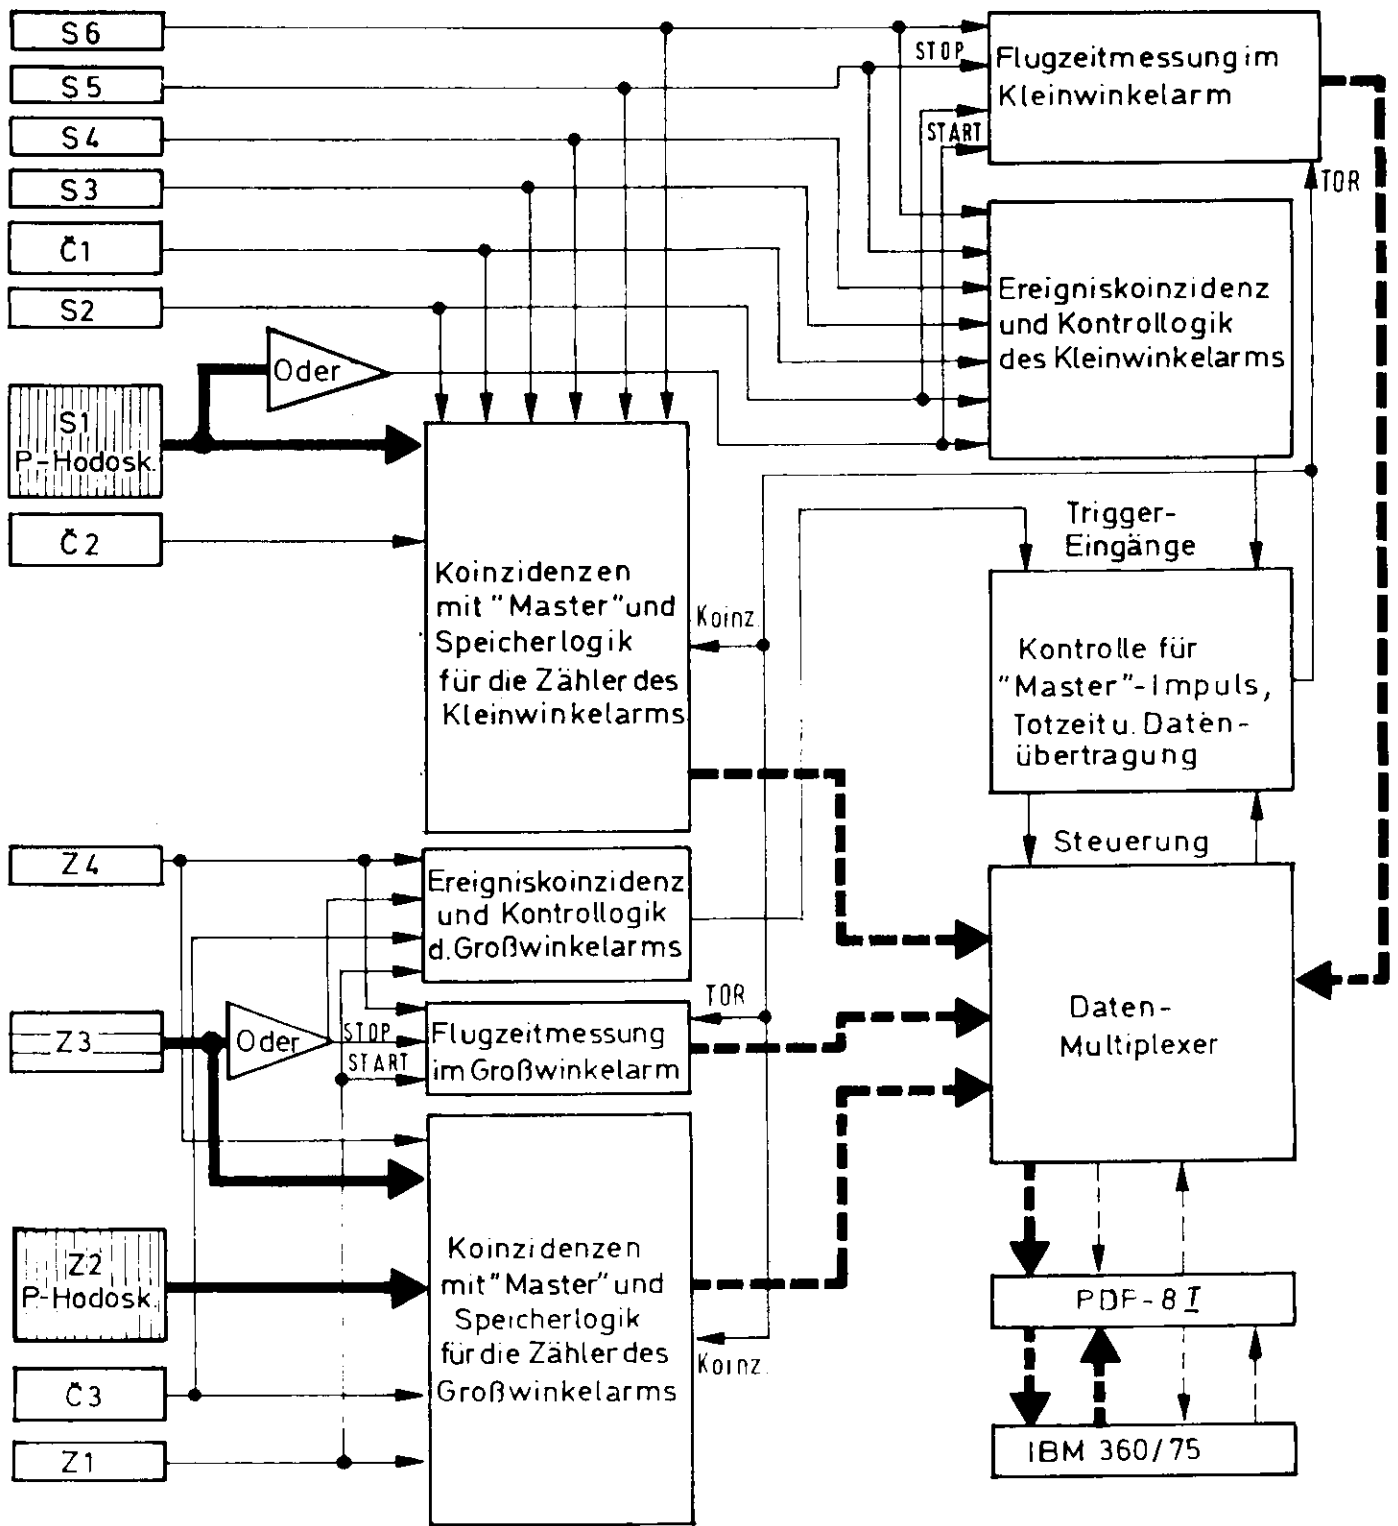 S6
S5
S4
S3
Č1
S2
Oder
S1
P-Hodosk.
Č2
STOP
START
Flugzeitmessung im
Kleinwinkelarm
TOR
Ereigniskoinzidenz
und Kontrollogik
des Kleinwinkelarms
Koinzidenzen
mit "Master" und
Speicherlogik
für die Zähler des
Kleinwinkelarms
Koinz.
Trigger-
Eingänge
Kontrolle für
"Master"-Impuls,
Totzeit u. Daten-
übertragung
Steuerung
Z4
Ereigniskoinzidenz
und Kontrollogik
d. Großwinkelarms
Z3
Oder
STOP
START
Flugzeitmessung
im Großwinkelarm
TOR
Daten-
Multiplexer
Z2
P-Hodosk.
Koinzidenzen
mit "Master" und
Speicherlogik
für die Zähler des
Großwinkelarms
Koinz.
Č3
Z1
PDF-8 I
IBM 360/75